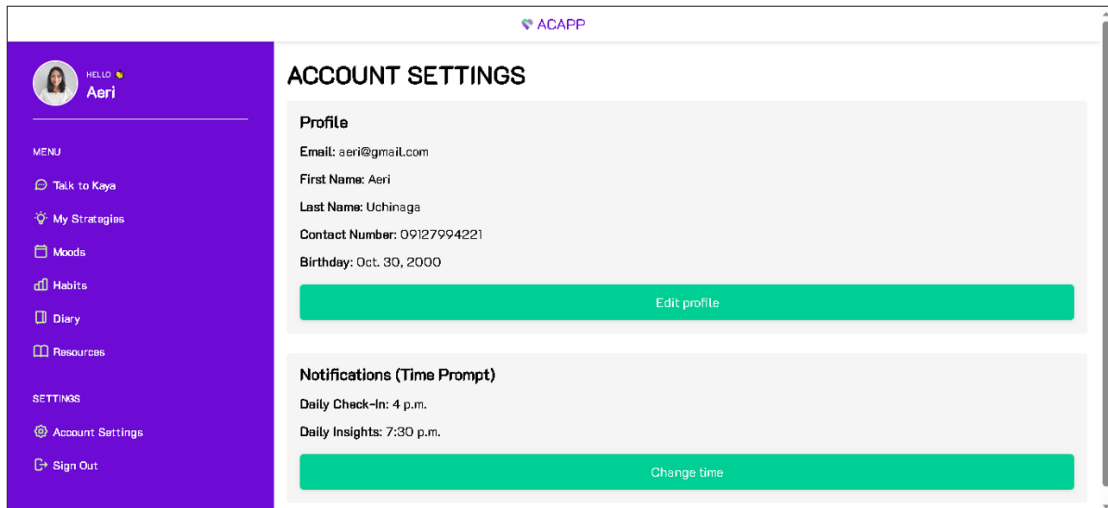 ACAPP
HELLO
Aeri
MENU
Talk to Kaya
My Strategies
Moods
Habits
Diary
Resources
SETTINGS
Account Settings
Sign Out
ACCOUNT SETTINGS
Profile
Email: aeri@gmail.com
First Name: Aeri
Last Name: Uchinaga
Contact Number: 09127994221
Birthday: Oct. 30, 2000
Edit profile
Notifications (Time Prompt)
Daily Check-In: 4 p.m.
Daily Insights: 7:30 p.m.
Change time